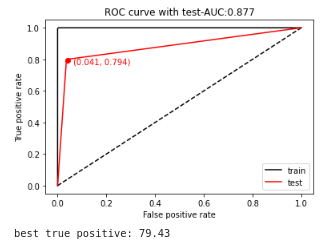 ROC curve with test-AUC:0.877
1.0
0.8
0.6
0.4
0.2
0.0
True positive rate
(0.041, 0.794)
train
test
0.0 0.2 0.4 0.6 0.8 1.0
False positive rate
best true positive: 79.43